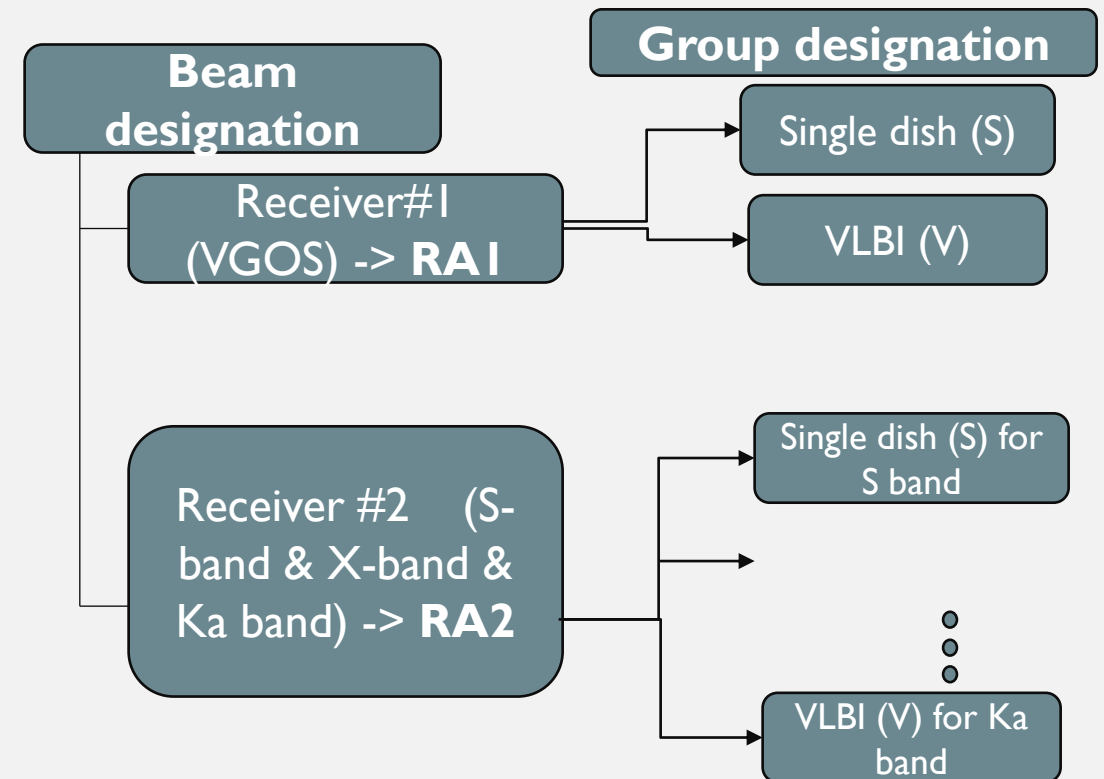 Beam
designation
Group designation
Receiver#1
(VGOS) -> RA1
Single dish (S)
VLBI (V)
Receiver #2 (S-
band & X-band &
Ka band) -> RA2
Single dish (S) for
S band
VLBI (V) for Ka
band